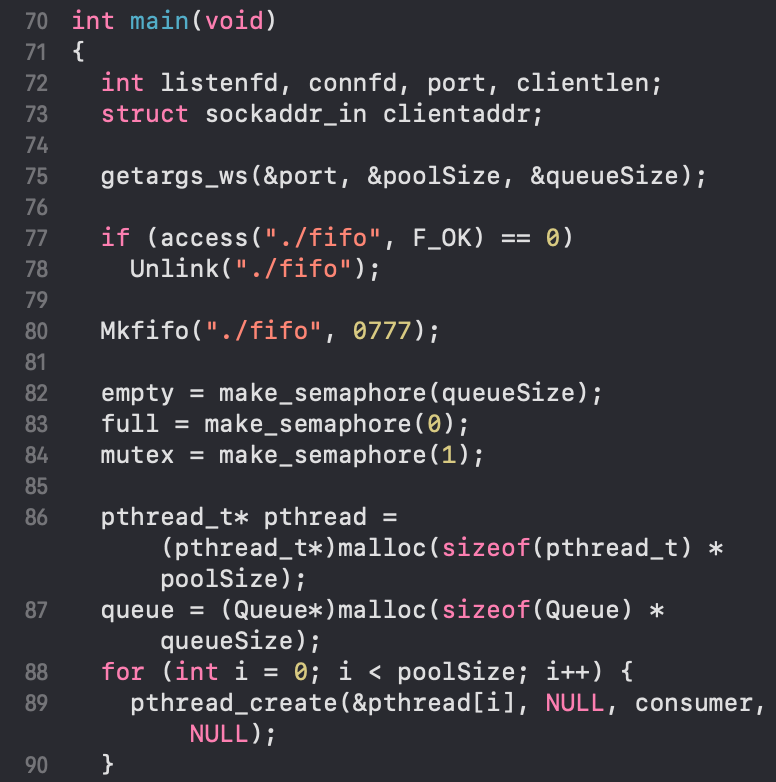 70 int main(void)
71 {
72   int listenfd, connfd, port, clientlen;
73   struct sockaddr_in clientaddr;
74
75   getargs_ws(&port, &poolSize, &queueSize);
76
77   if (access("./fifo", F_OK) == 0)
78     Unlink("./fifo");
79
80   Mkfifo("./fifo", 0777);
81
82   empty = make_semaphore(queueSize);
83   full = make_semaphore(0);
84   mutex = make_semaphore(1);
85
86   pthread_t* pthread =
       (pthread_t*)malloc(sizeof(pthread_t) *
       poolSize);
87   queue = (Queue*)malloc(sizeof(Queue) *
       queueSize);
88   for (int i = 0; i < poolSize; i++) {
89     pthread_create(&pthread[i], NULL, consumer,
         NULL);
90   }